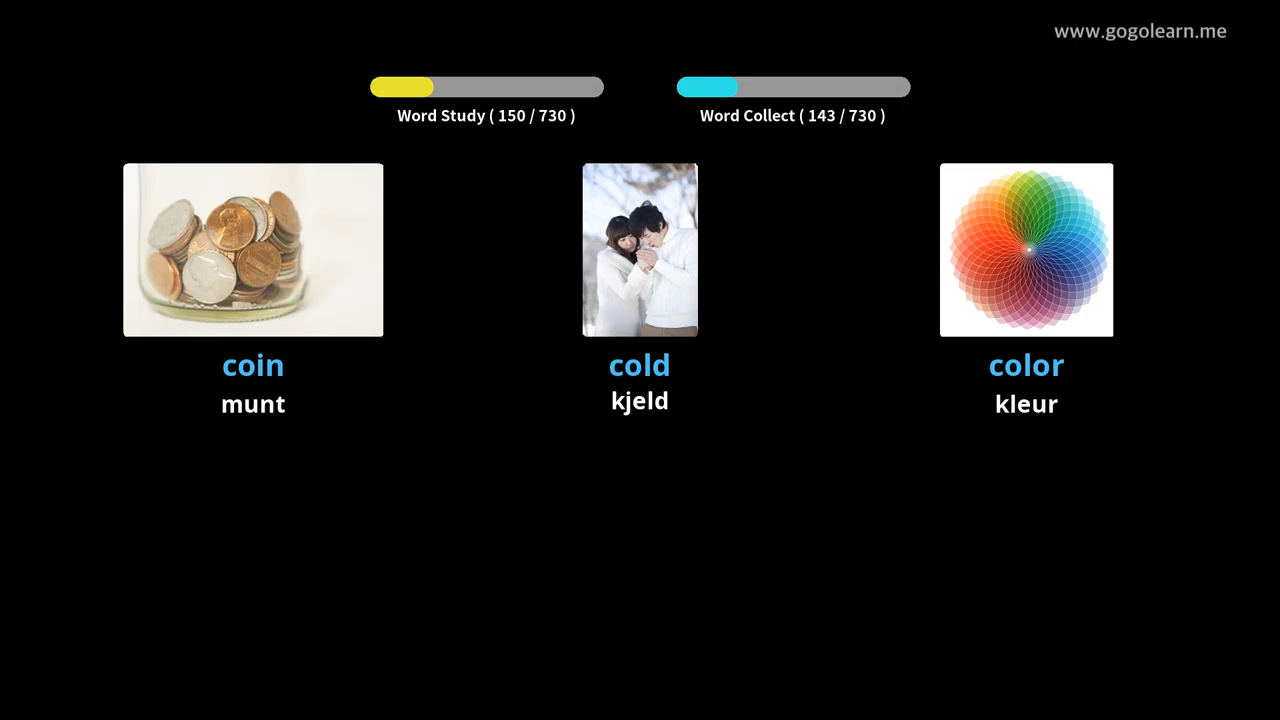 www.gogolearn.me
Word Study ( 150 / 730 )
Word Collect ( 143 / 730 )
coin
cold
color
munt
kjeld
kleur